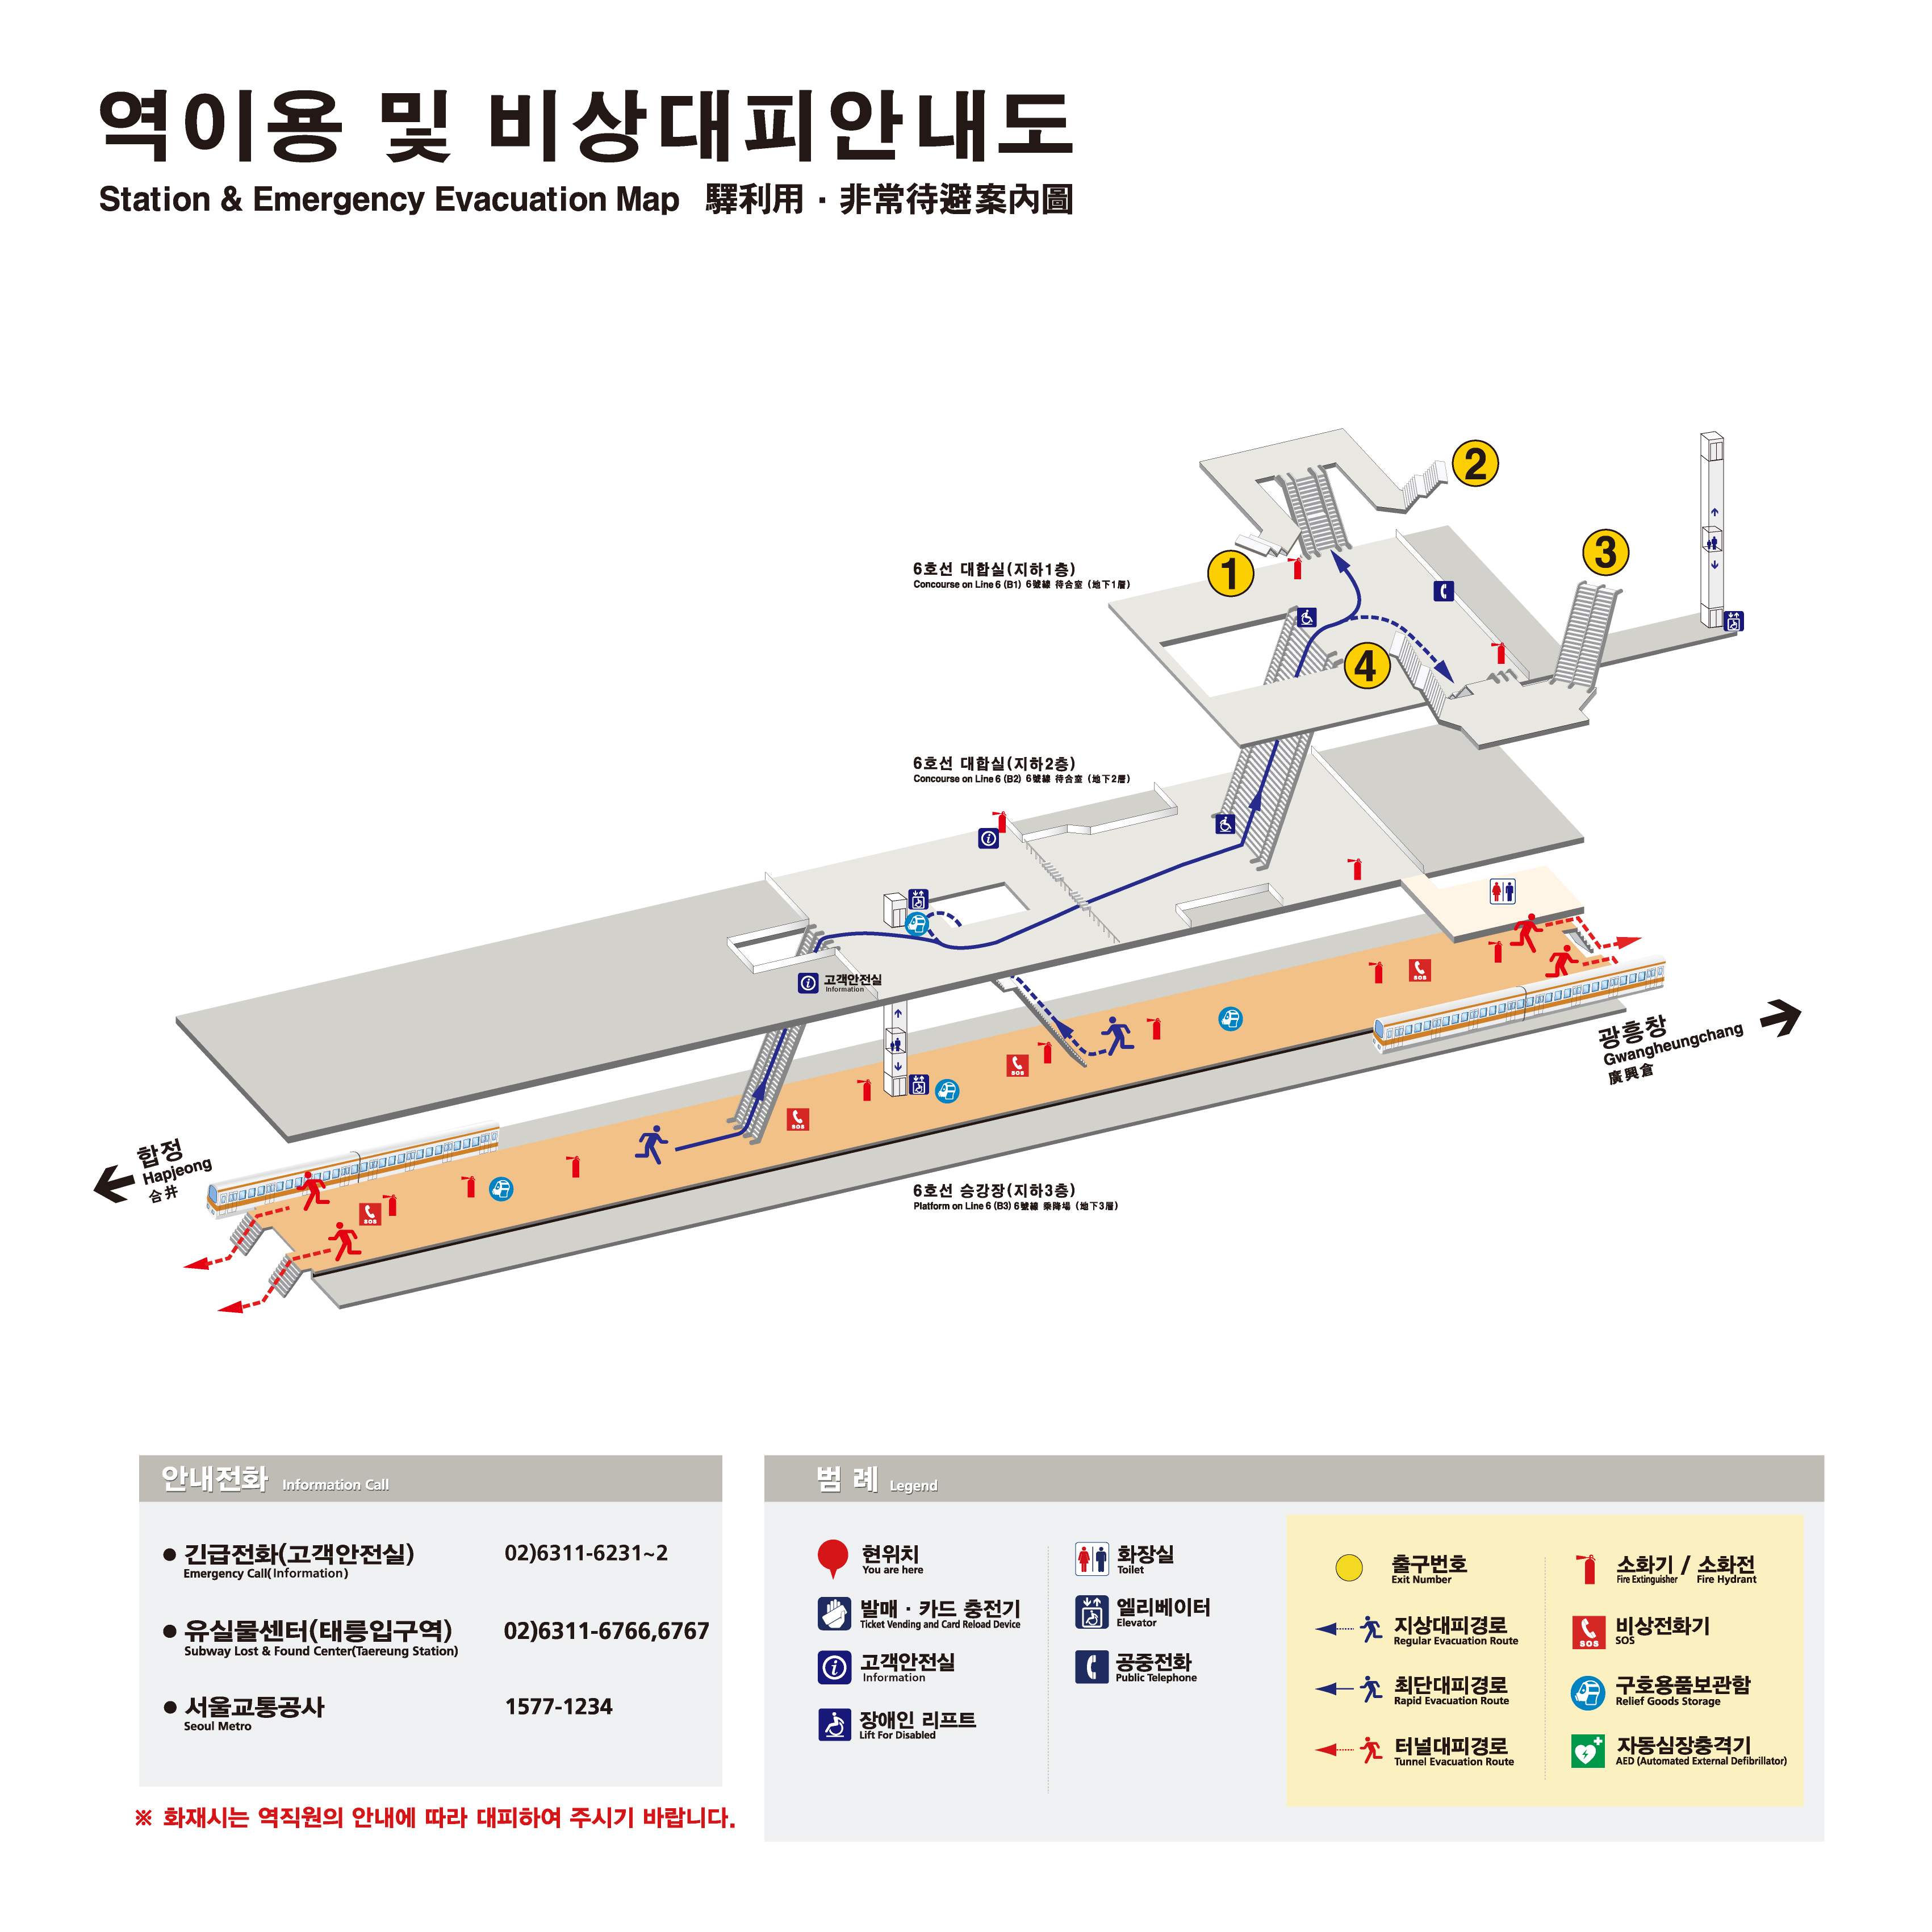 역이용 및 비상대피안내도
Station & Emergency Evacuation Map 驛利用 · 非常待避案內圖
2
3
1
4
6호선 대합실(지하1층)
Concourse on Line 6 (B1) 6號線 待合室 (地下1層)
6호선 대합실(지하2층)
Concourse on Line 6 (B2) 6號線 待合室 (地下2層)
고객안전실
Information
SOS
SOS
SOS
SOS
광흥창
Gwangheungchang
廣興倉
합정
Hapjeong
合井
6호선 승강장(지하3층)
Platform on Line 6 (B3) 6號線 乘降場 (地下3層)
안내전화 Information Call
긴급전화(고객안전실) 02)6311-6231~2
Emergency Call(Information)
유실물센터(태릉입구역) 02)6311-6766,6767
Subway Lost & Found Center(Taereung Station)
서울교통공사 1577-1234
Seoul Metro
※ 화재시는 역직원의 안내에 따라 대피하여 주시기 바랍니다.
범 례 Legend
현위치
You are here
발매 · 카드 충전기
Ticket Vending and Card Reload Device
고객안전실
Information
장애인 리프트
Lift For Disabled
화장실
Toilet
엘리베이터
Elevator
공중전화
Public Telephone
출구번호
Exit Number
지상대피경로
Regular Evacuation Route
최단대피경로
Rapid Evacuation Route
터널대피경로
Tunnel Evacuation Route
소화기 / 소화전
Fire Extinguisher Fire Hydrant
SOS
비상전화기
SOS
구호용품보관함
Relief Goods Storage
자동심장충격기
AED (Automated External Defibrillator)